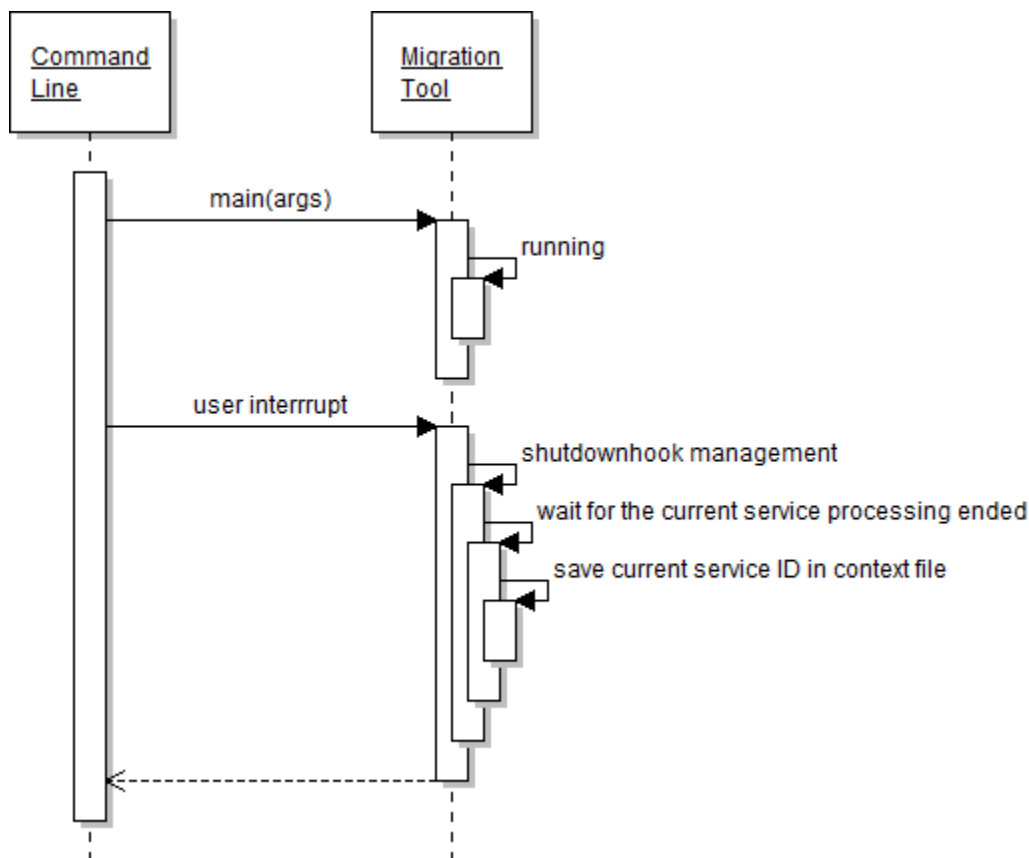 Command
Line
Migration
Tool
main(args)
running
user interrrupt
shutdownhook management
wait for the current service processing ended
save current service ID in context file